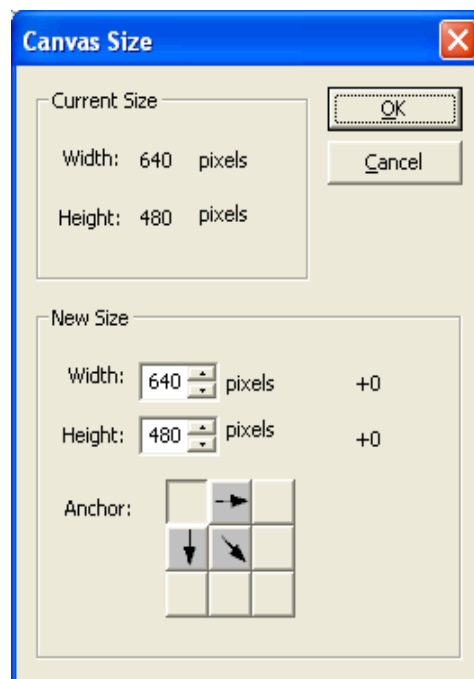 Canvas Size
Current Size
OK
Width: 640 pixels
Cancel
Height: 480 pixels
New Size
Width: 640 pixels +0
Height: 480 pixels +0
Anchor: